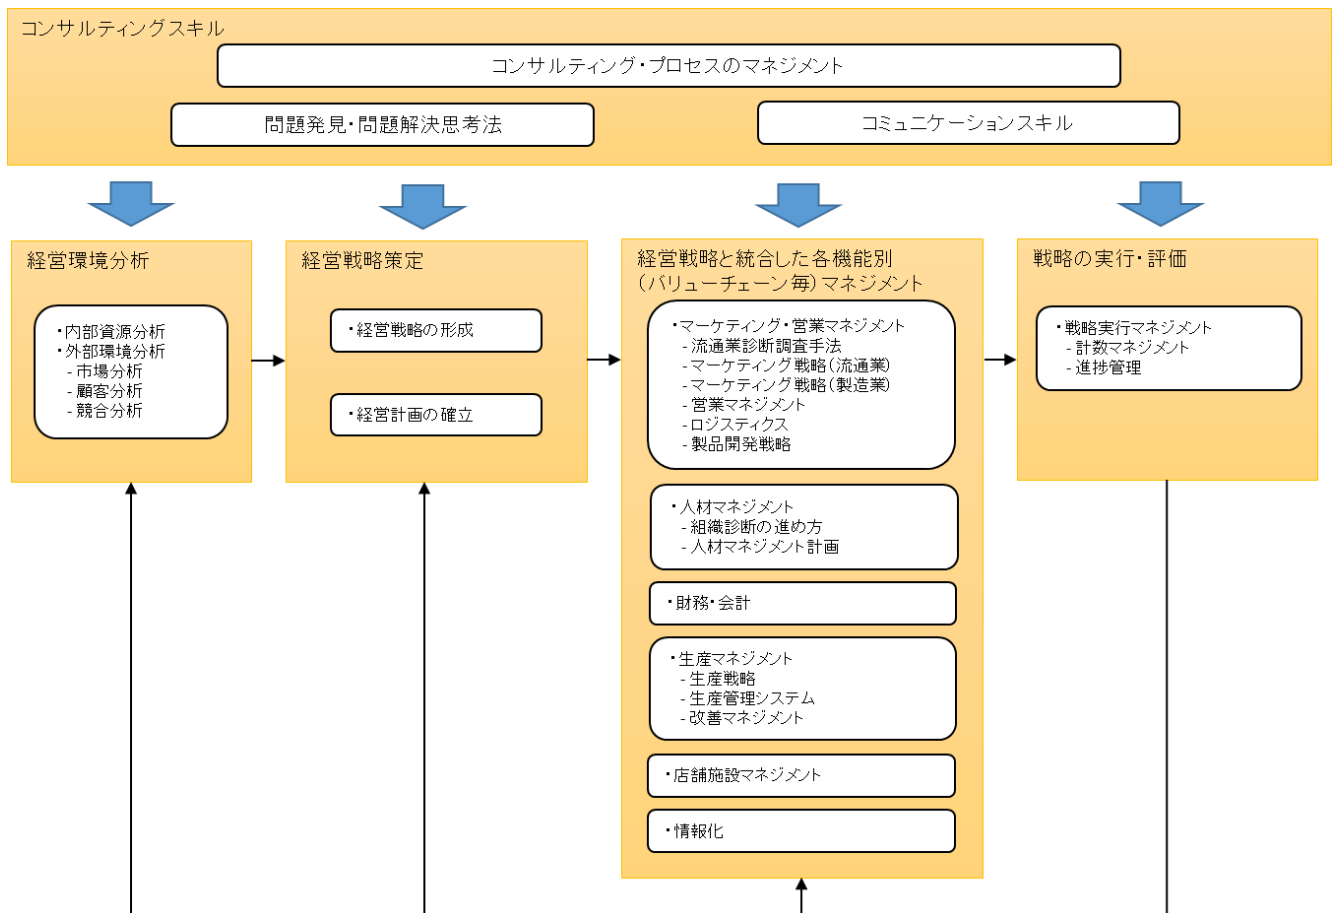 コンサルティングスキル
コンサルティング・プロセスのマネジメント
問題発見・問題解決思考法
コミュニケーションスキル
経営環境分析
・内部資源分析
・外部環境分析
- 市場分析
- 顧客分析
- 競合分析
経営戦略策定
・経営戦略の形成
・経営計画の確立
経営戦略と統合した各機能別
（バリューチェーン毎）マネジメント
・マーケティング・営業マネジメント
- 流通業診断調査手法
- マーケティング戦略（流通業）
- マーケティング戦略（製造業）
- 営業マネジメント
- ロジスティクス
- 製品開発戦略
・人材マネジメント
- 組織診断の進め方
- 人材マネジメント計画
・財務・会計
・生産マネジメント
- 生産戦略
- 生産管理システム
- 改善マネジメント
・店舗施設マネジメント
・情報化
戦略の実行・評価
・戦略実行マネジメント
- 計数マネジメント
- 進捗管理